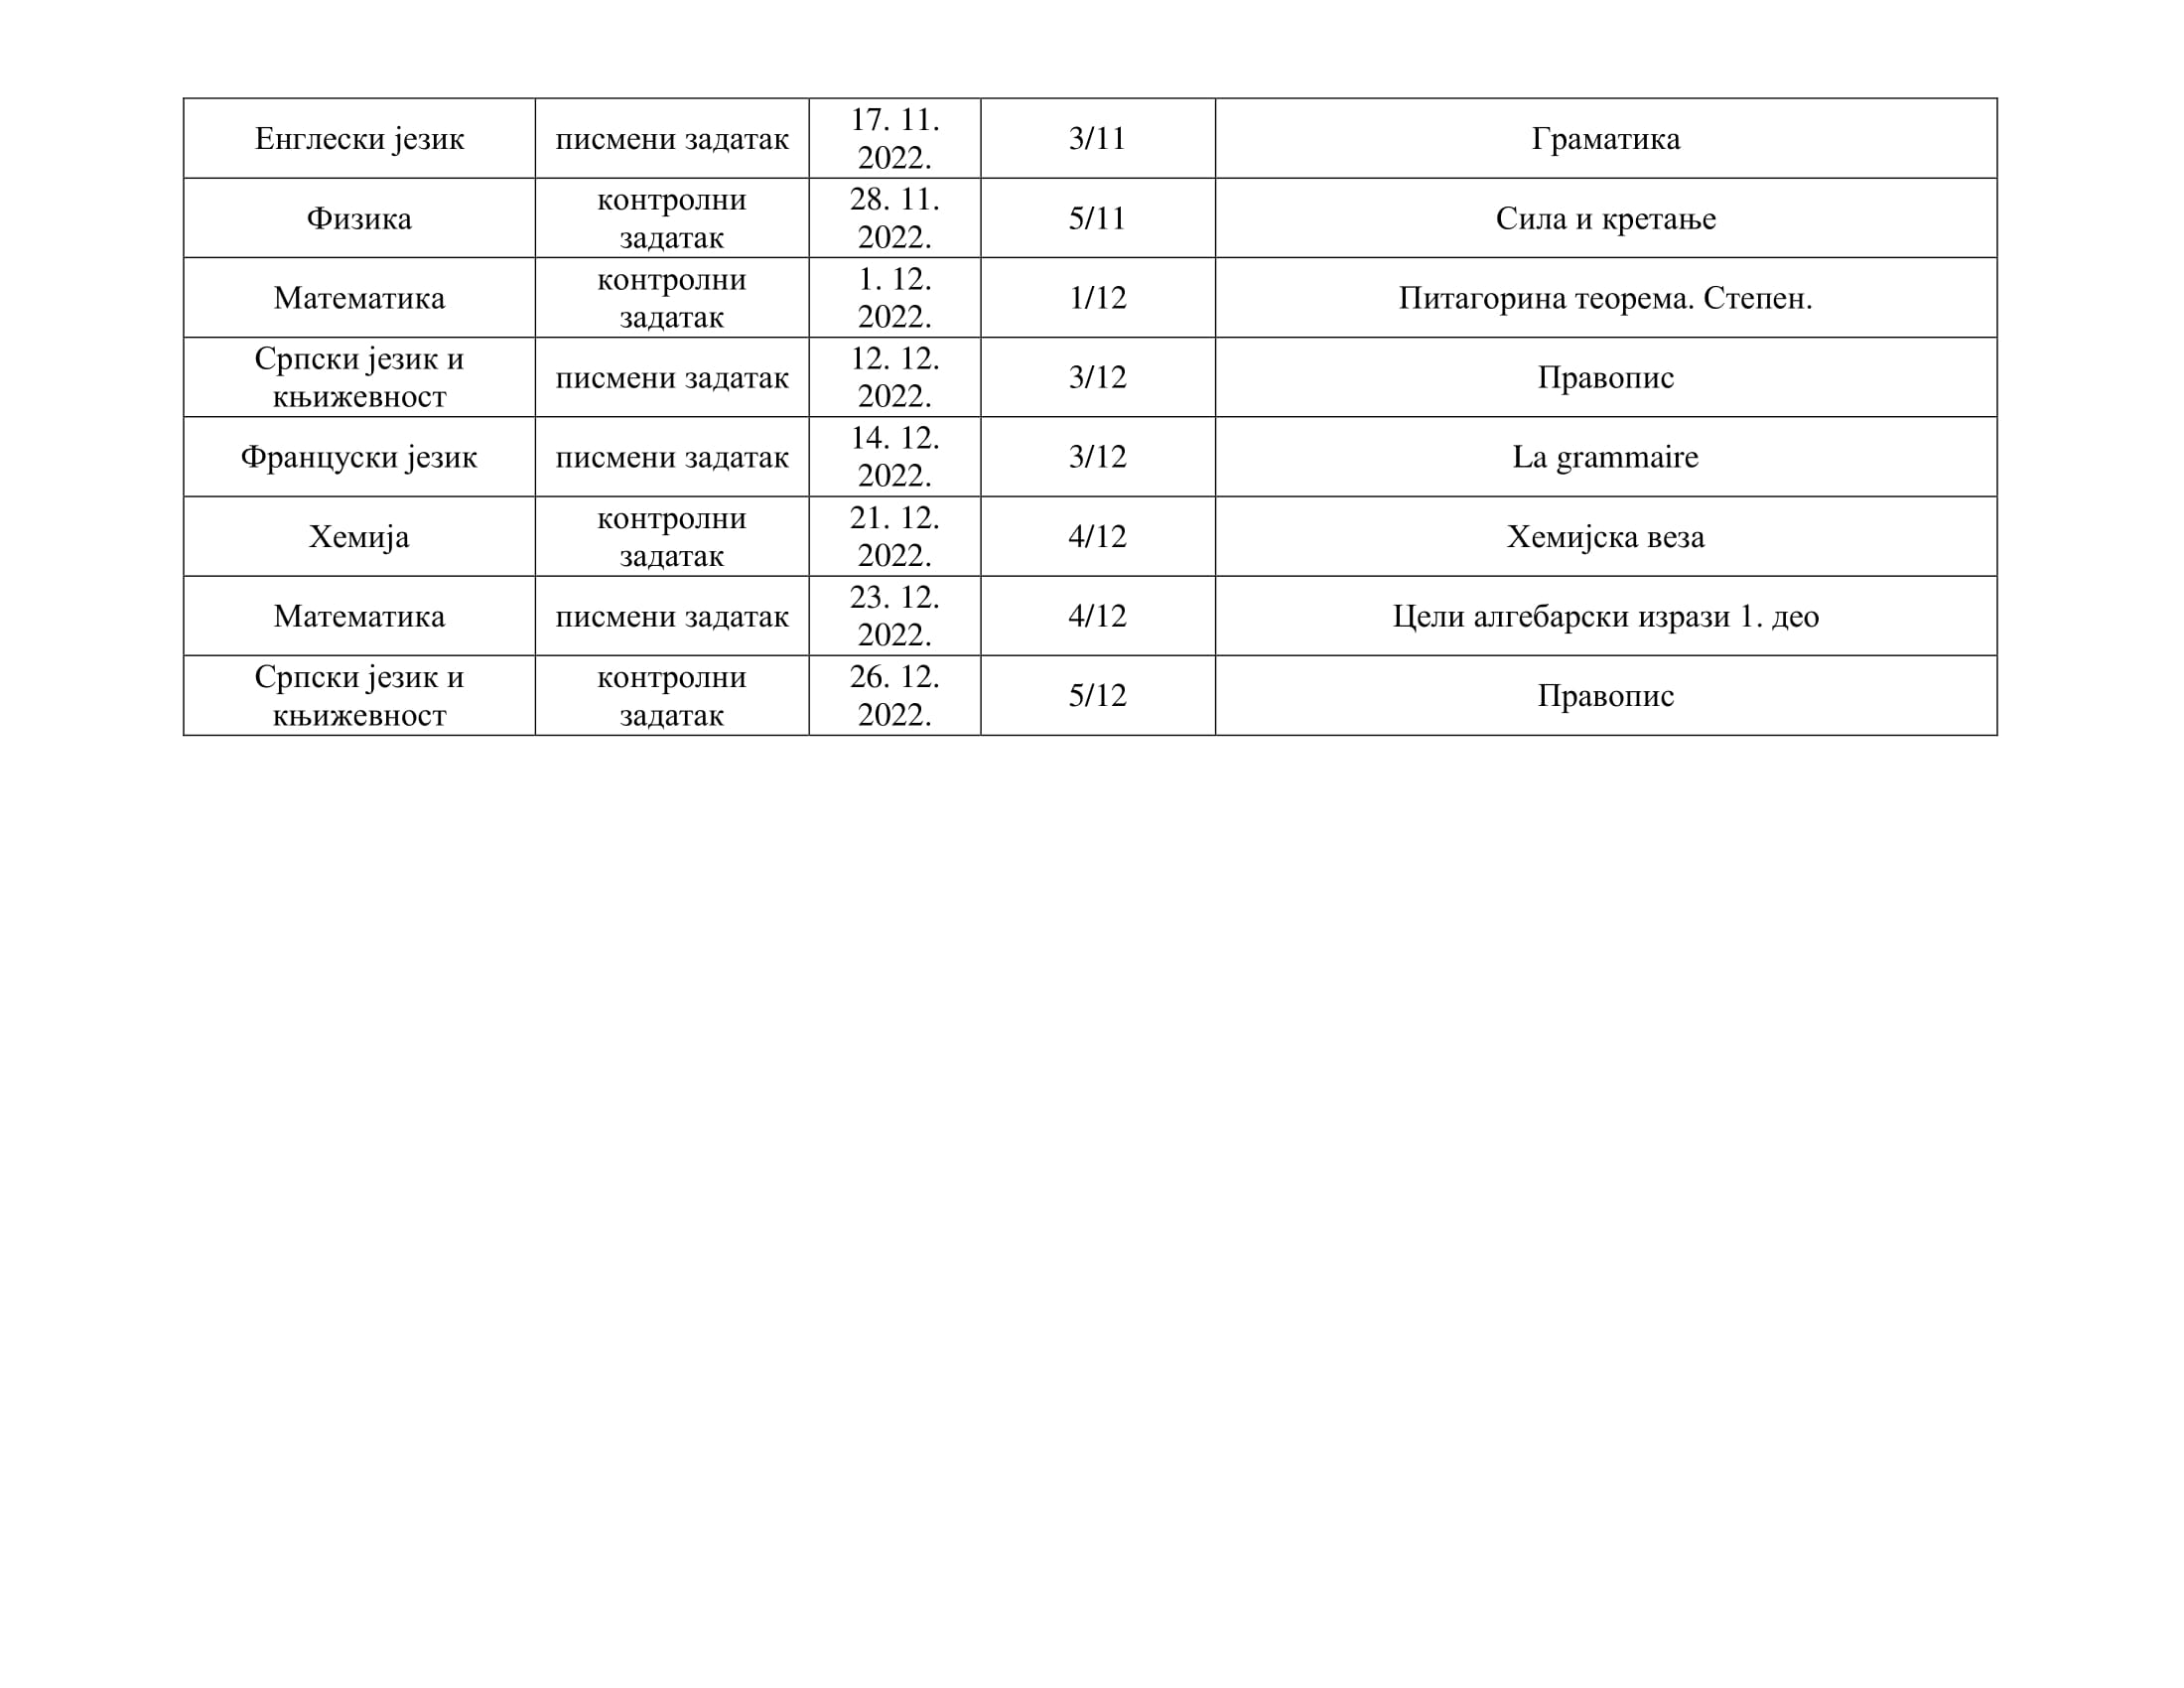 Енглески језик писмени задатак 17. 11. 2022. 3/11 Граматика
Физика контролни задатак 28. 11. 2022. 5/11 Сила и кретање
Математика контролни задатак 1. 12. 2022. 1/12 Питагорина теорема. Степен.
Српски језик и књижевност писмени задатак 12. 12. 2022. 3/12 Правопис
Француски језик писмени задатак 14. 12. 2022. 3/12 La grammaire
Хемија контролни задатак 21. 12. 2022. 4/12 Хемијска веза
Математика писмени задатак 23. 12. 2022. 4/12 Цели алгебарски изрази 1. део
Српски језик и књижевност контролни задатак 26. 12. 2022. 5/12 Правопис